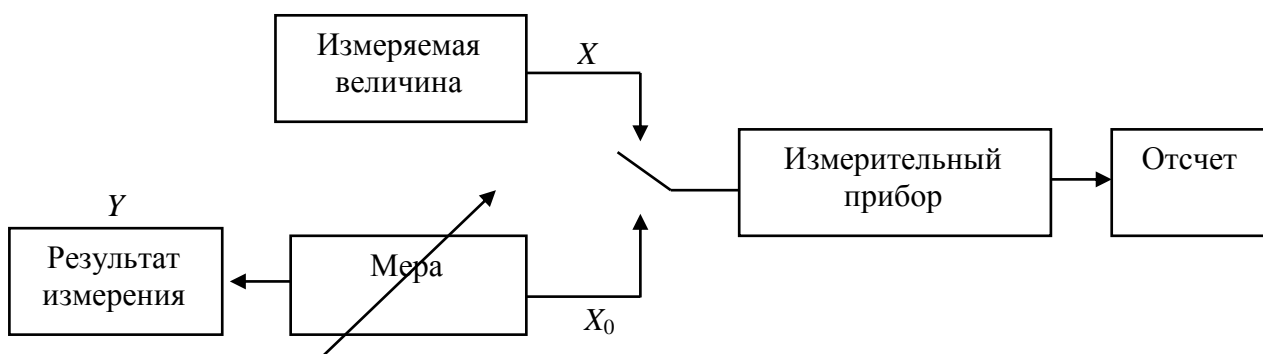 Измеряемая
величина
X
Измерительный
прибор
Отсчет
Y
Результат
измерения
Мера
X₀